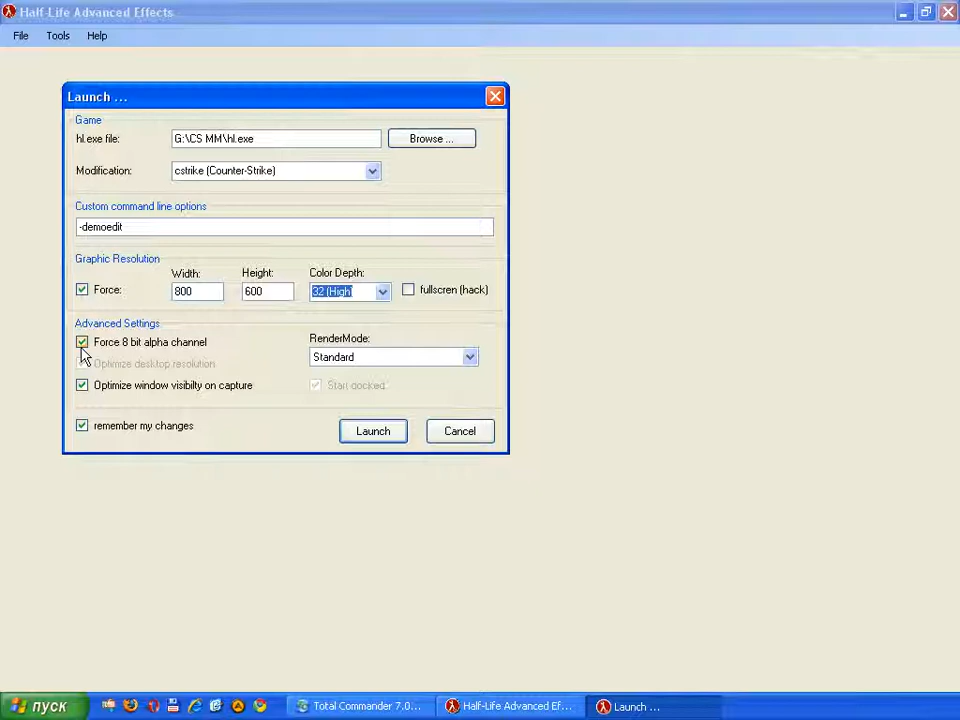 Half-Life Advanced Effects
File Tools Help
Launch ...
Game
hl.exe file: G:\CS MM\hl.exe Browse ...
Modification: cstrike (Counter-Strike)
Custom command line options
-demoedit
Graphic Resolution
Width: Height: Color Depth:
Force: 800 600 32 (High) fullscren (hack)
Advanced Settings
Force 8 bit alpha channel RenderMode:
Standard
Optimize desktop resolution
Optimize window visibilty on capture Start docked
remember my changes Launch Cancel
пуск Total Commander 7.0... Half-Life Advanced Ef... Launch ...